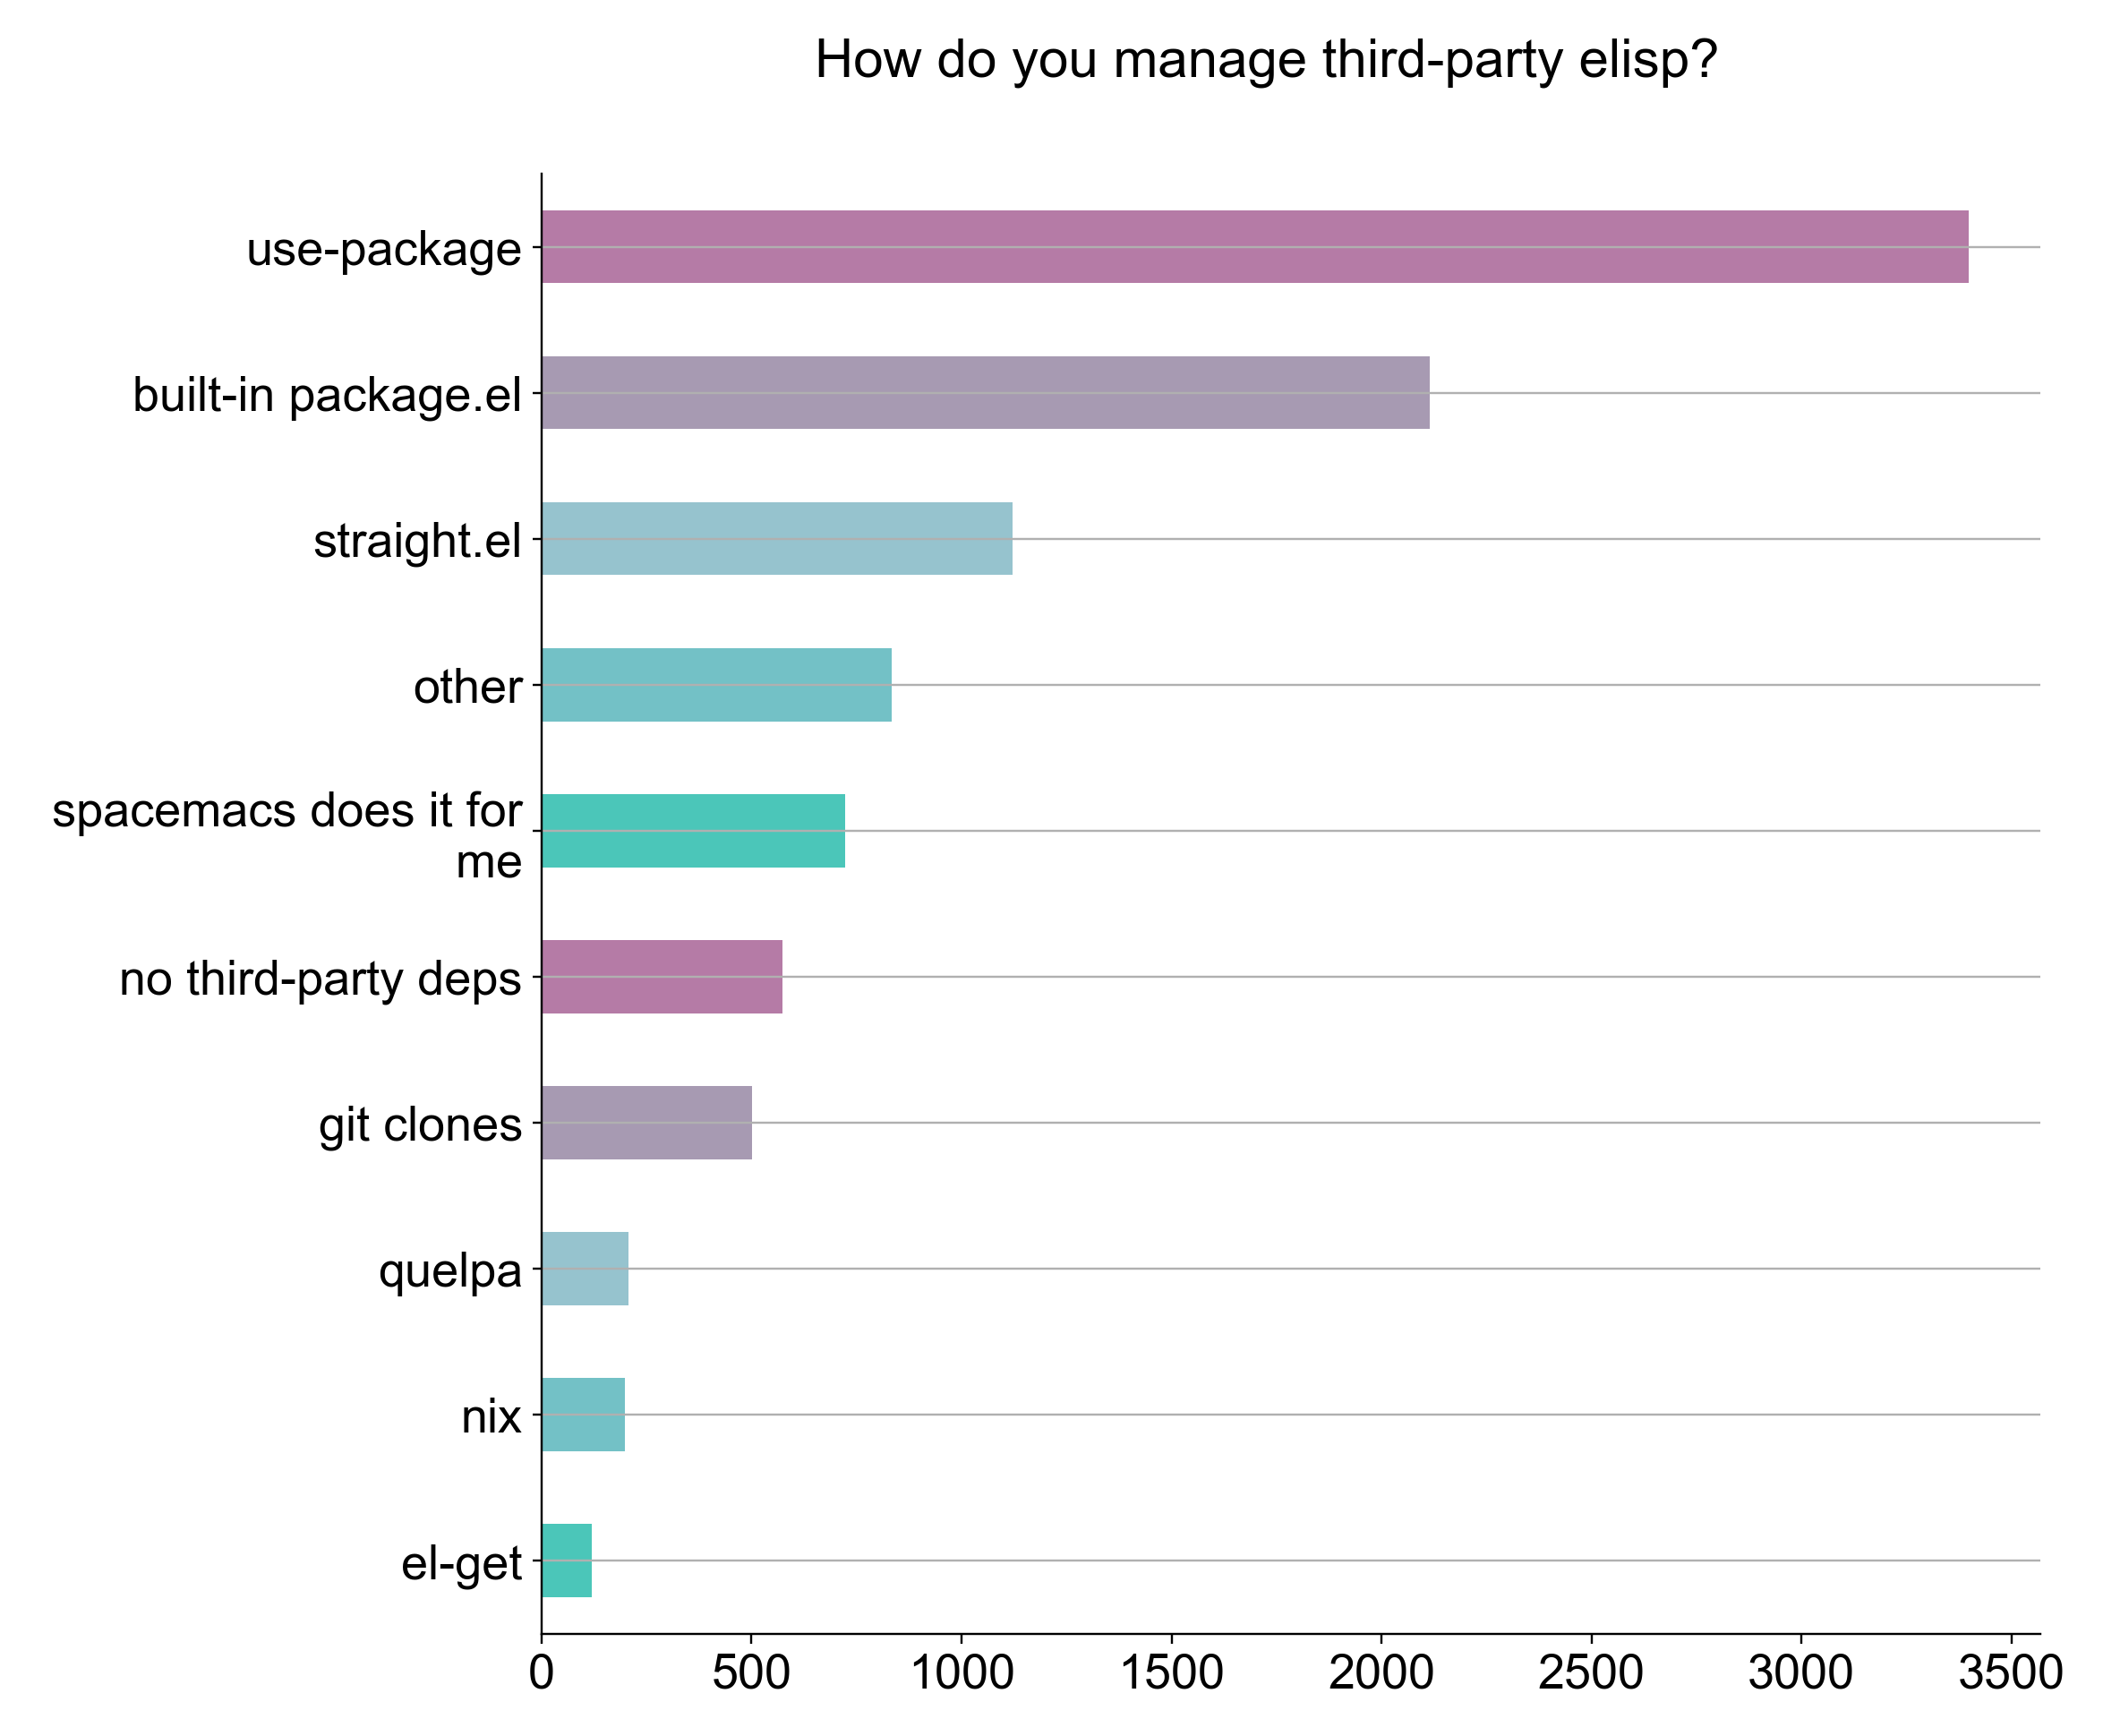 How do you manage third-party elisp?
use-package
built-in package.el
straight.el
other
spacemacs does it for
me
no third-party deps
git clones
quelpa
nix
el-get
0 500 1000 1500 2000 2500 3000 3500